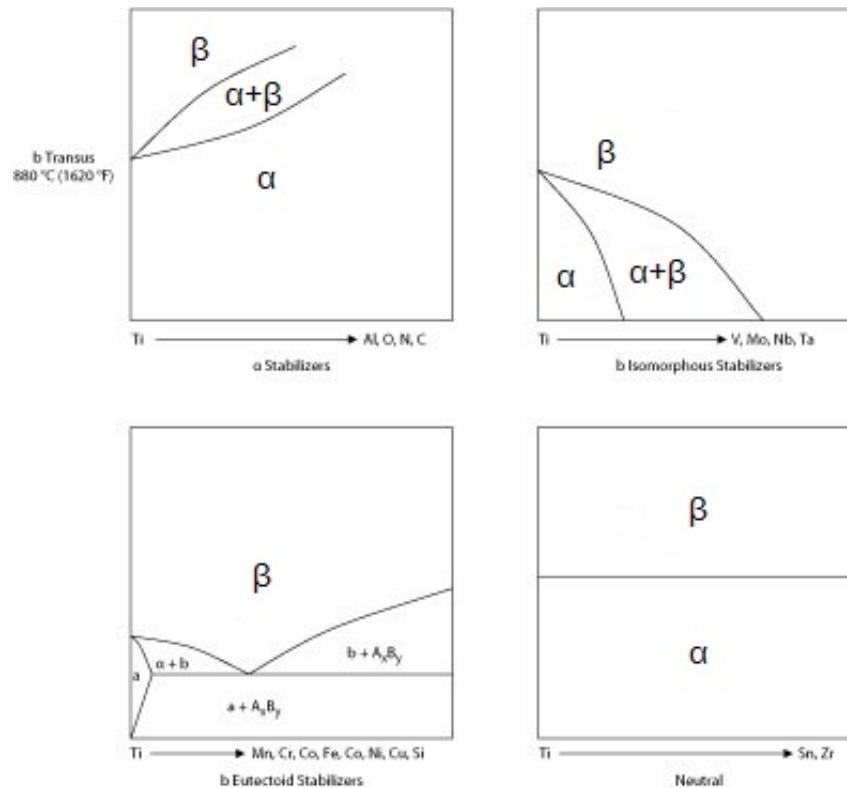 β
α+β
b Transus
880 °C (1620 °F)
α
Ti
Al, O, N, C
α Stabilizers
β
α
α+β
Ti
V, Mo, Nb, Ta
b Isomorphous Stabilizers
β
α + b
b + AxBy
a
a + AxBy
Ti
Mn, Cr, Co, Fe, Co, Ni, Cu, Si
b Eutectoid Stabilizers
β
α
Ti
Sn, Zr
Neutral